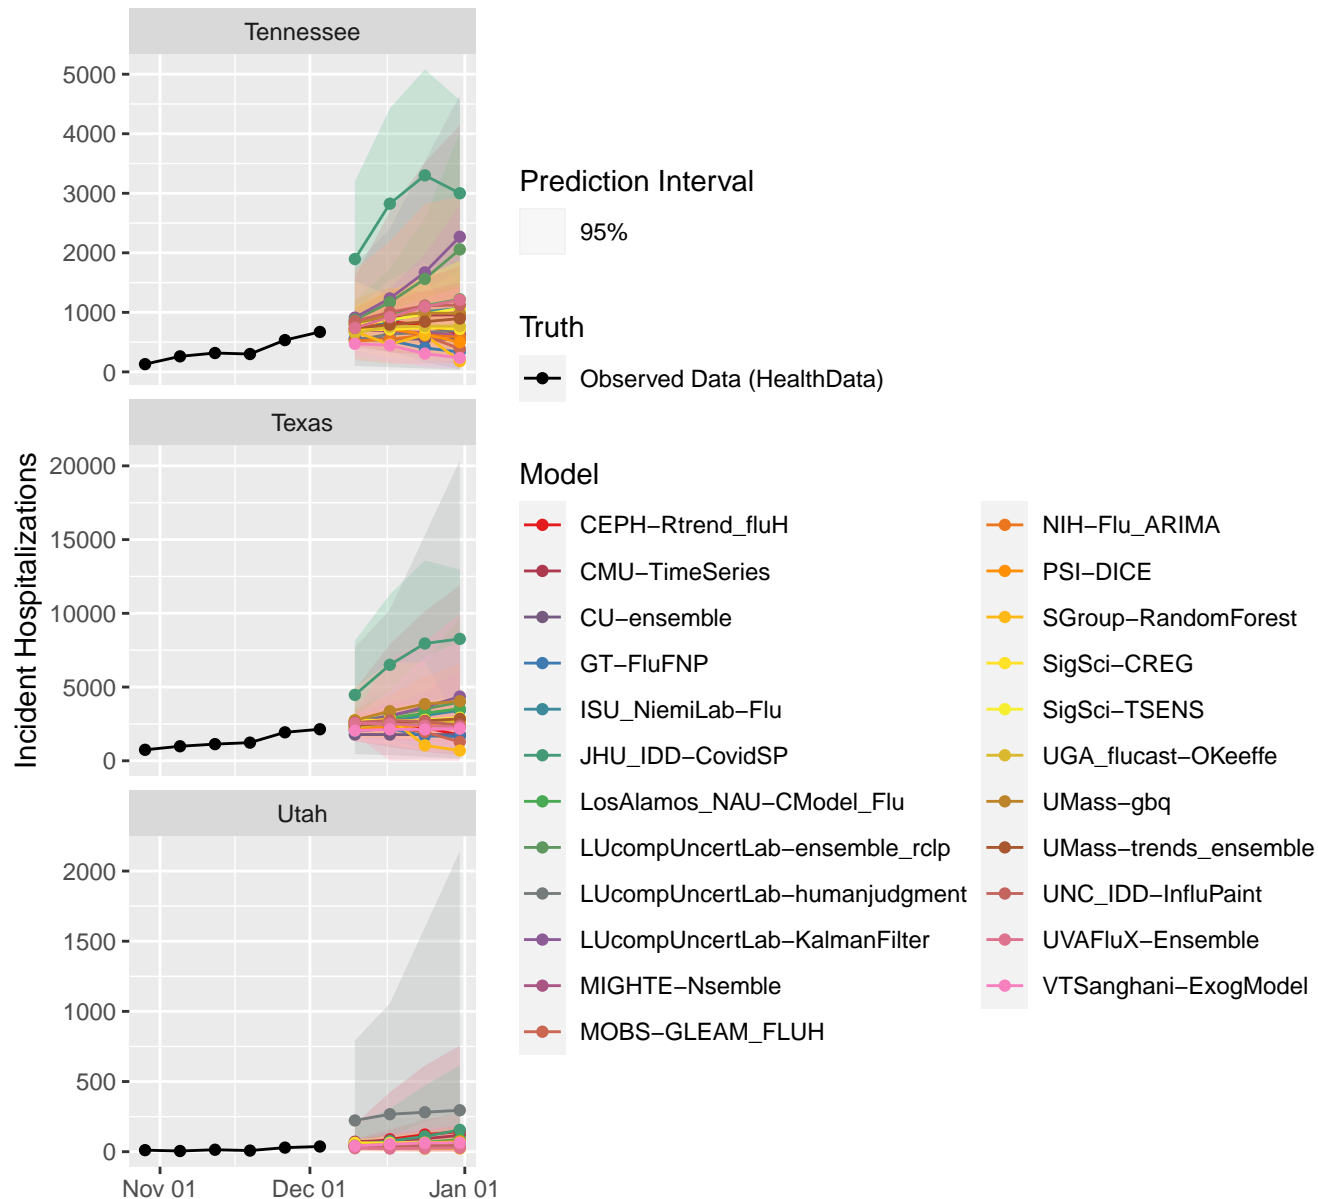 Tennessee
5000
4000
3000
2000
1000
0
Texas
20000
15000
10000
5000
0
Utah
2000
1500
1000
500
0
Nov 01 Dec 01 Jan 01
Incident Hospitalizations
Prediction Interval
95%
Truth
Observed Data (HealthData)
Model
CEPH−Rtrend_fluH
CMU−TimeSeries
CU−ensemble
GT−FluFNP
ISU_NiemiLab−Flu
JHU_IDD−CovidSP
LosAlamos_NAU−CModel_Flu
LUcompUncertLab−ensemble_rclp
LUcompUncertLab−humanjudgment
LUcompUncertLab−KalmanFilter
MIGHTE−Nsemble
MOBS−GLEAM_FLUH
NIH−Flu_ARIMA
PSI−DICE
SGroup−RandomForest
SigSci−CREG
SigSci−TSENS
UGA_flucast−OKeeffe
UMass−gbq
UMass−trends_ensemble
UNC_IDD−InfluPaint
UVAFluX−Ensemble
VTSanghani−ExogModel